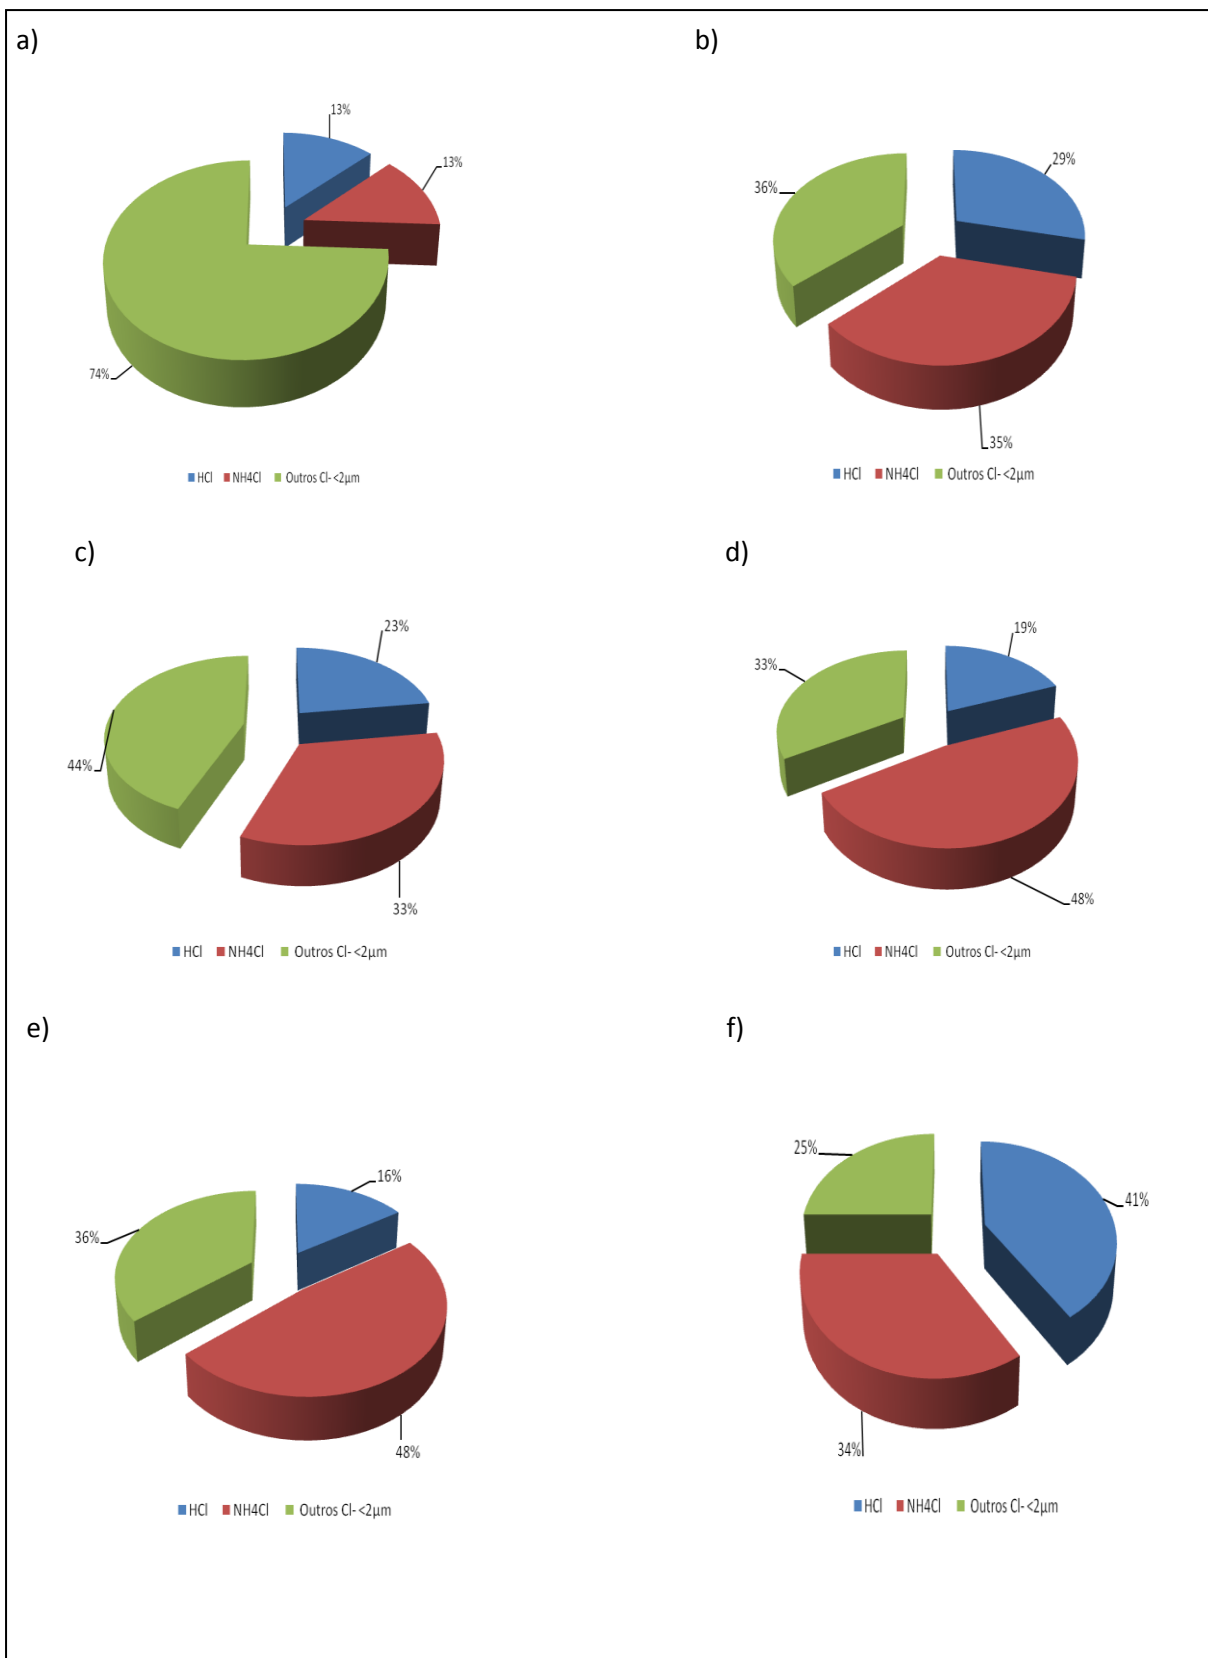 a)
13%
13%
74%
HCl NH4Cl Outros Cl- <2µm
b)
29%
36%
35%
HCl NH4Cl Outros Cl- <2µm
c)
23%
44%
33%
HCl NH4Cl Outros Cl- <2µm
d)
19%
33%
48%
HCl NH4Cl Outros Cl- <2µm
e)
16%
36%
48%
HCl NH4Cl Outros Cl- <2µm
f)
25%
41%
34%
HCl NH4Cl Outros Cl- <2µm